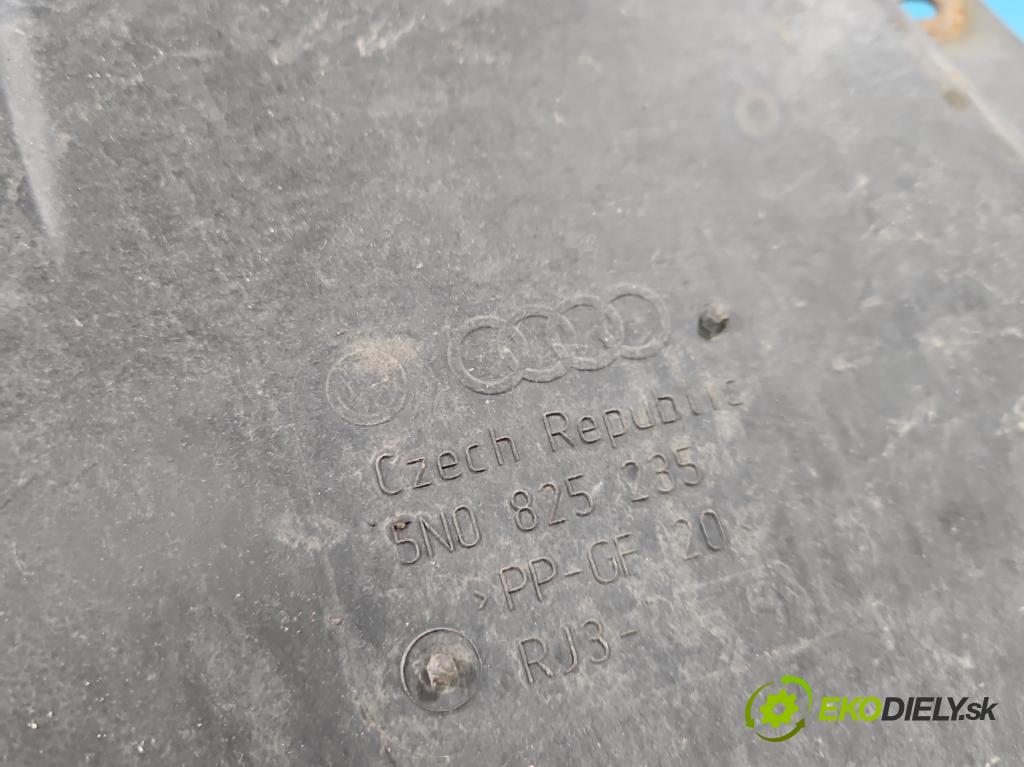 Czech Republic
5N0 825 235
>PP-GF 20<
RJ3-
EKODIELY.sk